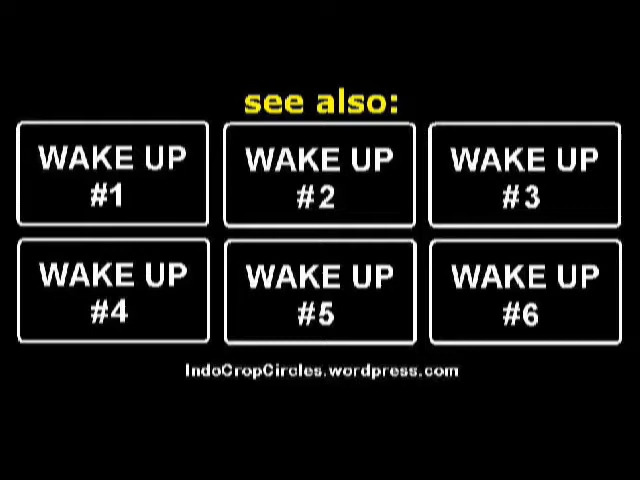 see also:
WAKE UP
#1
WAKE UP
#2
WAKE UP
#3
WAKE UP
#4
WAKE UP
#5
WAKE UP
#6
IndoCropCircles.wordpress.com